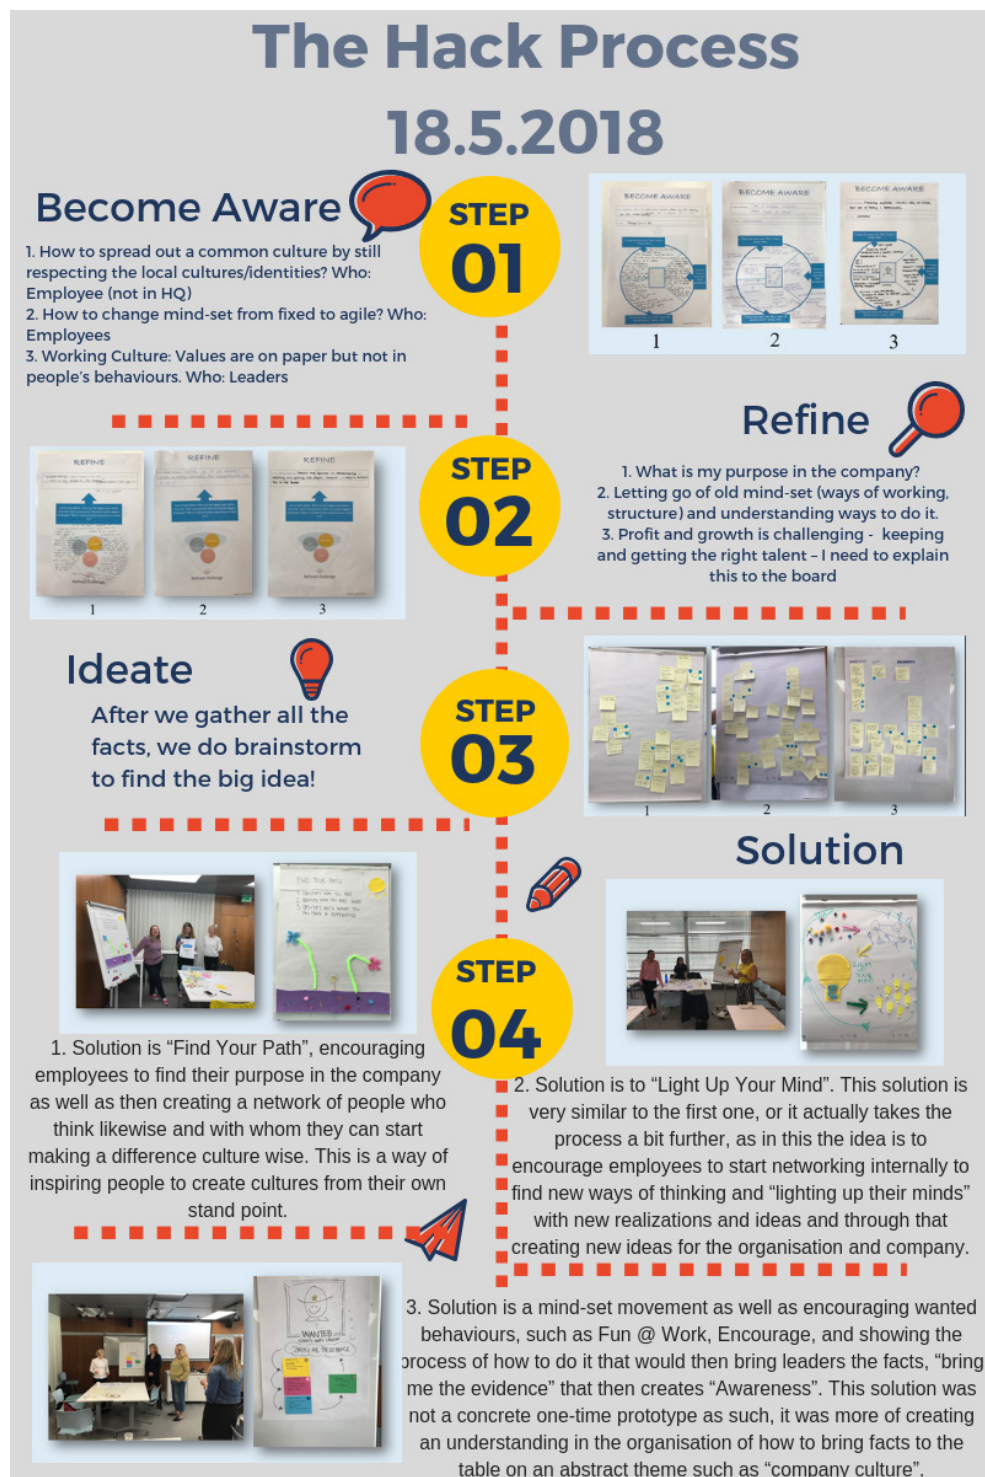 The Hack Process
18.5.2018
Become Aware
STEP
01
1. How to spread out a common culture by still
respecting the local cultures/identities? Who:
Employee (not in HQ)
2. How to change mind-set from fixed to agile? Who:
Employees
3. Working Culture: Values are on paper but not in
people's behaviours. Who: Leaders
BECOME AWARE
BECOME AWARE
BECOME AWARE
1
2
3
Refine
STEP
02
1. What is my purpose in the company?
2. Letting go of old mind-set (ways of working,
structure) and understanding ways to do it.
3. Profit and growth is challenging - keeping
and getting the right talent – I need to explain
this to the board
REFINE
REFINE
REFINE
1
2
3
Ideate
STEP
03
After we gather all the
facts, we do brainstorm
to find the big idea!
1
2
3
Solution
STEP
04
FIND YOUR PATH
1. Solution is “Find Your Path”, encouraging
employees to find their purpose in the company
as well as then creating a network of people who
think likewise and with whom they can start
making a difference culture wise. This is a way of
inspiring people to create cultures from their own
stand point.
LIGHT
UP
YOUR
MIND
2. Solution is to “Light Up Your Mind”. This solution is
very similar to the first one, or it actually takes the
process a bit further, as in this the idea is to
encourage employees to start networking internally to
find new ways of thinking and “lighting up their minds”
with new realizations and ideas and through that
creating new ideas for the organisation and company.
WANTED
BRING ME THE EVIDENCE
3. Solution is a mind-set movement as well as encouraging wanted
behaviours, such as Fun @ Work, Encourage, and showing the
process of how to do it that would then bring leaders the facts, “bring
me the evidence” that then creates “Awareness”. This solution was
not a concrete one-time prototype as such, it was more of creating
an understanding in the organisation of how to bring facts to the
table on an abstract theme such as “company culture”.